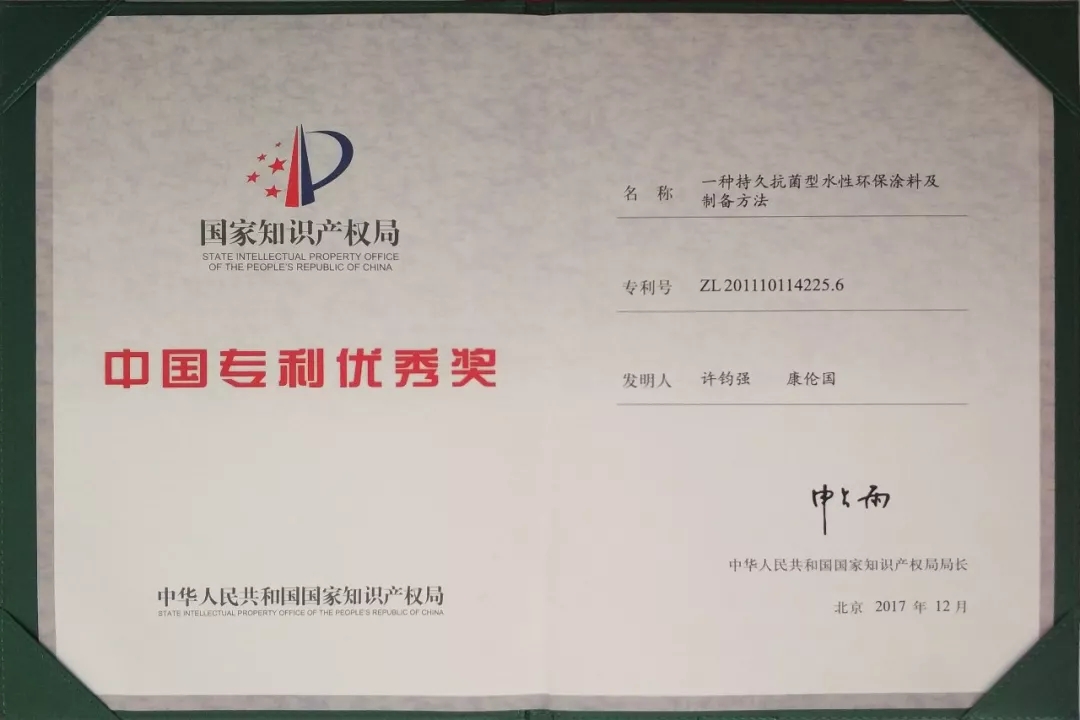 国家知识产权局
STATE INTELLECTUAL PROPERTY OFFICE
OF THE PEOPLE'S REPUBLIC OF CHINA
中国专利优秀奖
中华人民共和国国家知识产权局
STATE INTELLECTUAL PROPERTY OFFICE OF THE PEOPLE'S REPUBLIC OF CHINA
名 称 一种持久抗菌型水性环保涂料及
制备方法
专利号 ZL 201110114225.6
发明人 许钧强 康伦国
申长雨
中华人民共和国国家知识产权局局长
北京 2017 年 12 月